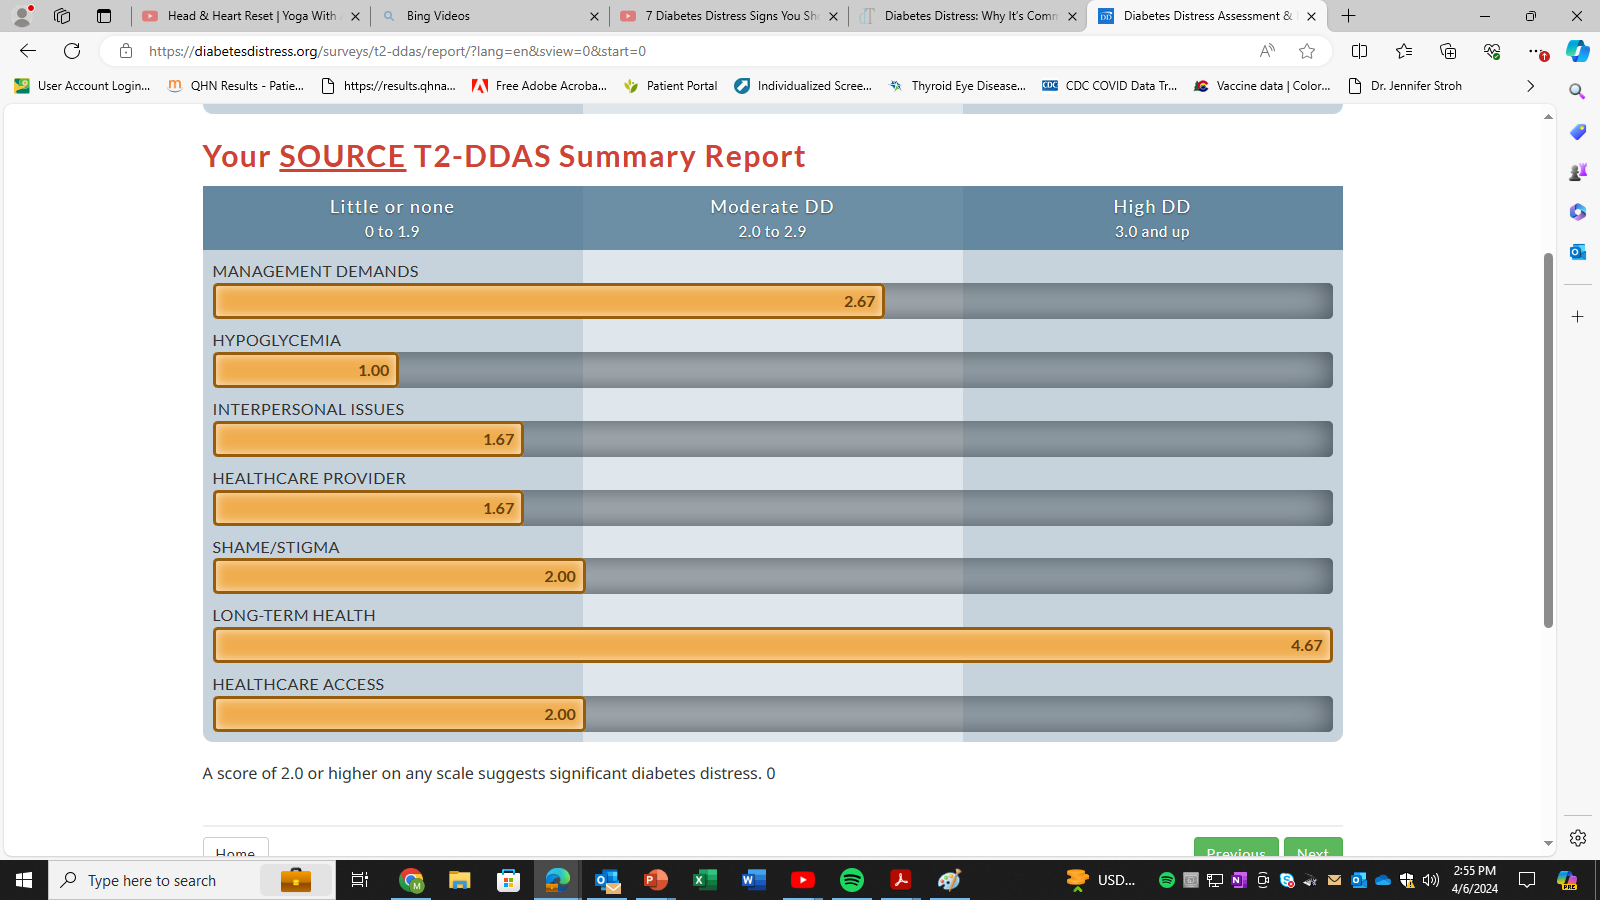 Head & Heart Reset | Yoga With
Bing Videos
7 Diabetes Distress Signs You Sh
Diabetes Distress: Why It's Comm
Diabetes Distress Assessment &
https://diabetesdistress.org/surveys/t2-ddas/report/?lang=en&sview=0&start=0
User Account Login...
QHN Results - Patie...
https://results.qhna...
Free Adobe Acroba...
Patient Portal
Individualized Scree...
Thyroid Eye Disease...
CDC COVID Data Tr...
Vaccine data | Color...
Dr. Jennifer Stroh
Your SOURCE T2-DDAS Summary Report
Little or none
0 to 1.9
Moderate DD
2.0 to 2.9
High DD
3.0 and up
MANAGEMENT DEMANDS
2.67
HYPOGLYCEMIA
1.00
INTERPERSONAL ISSUES
1.67
HEALTHCARE PROVIDER
1.67
SHAME/STIGMA
2.00
LONG-TERM HEALTH
4.67
HEALTHCARE ACCESS
2.00
A score of 2.0 or higher on any scale suggests significant diabetes distress. 0
Home
Previous
Next
Type here to search
USD...
2:55 PM
4/6/2024